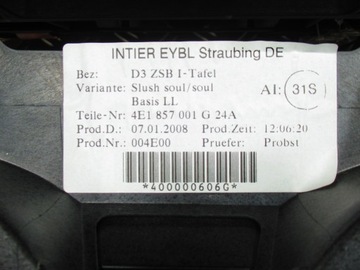 INTIER EYBL Straubing DE
Bez: D3 ZSB I-Tafel
Variante: Slush soul/soul AI: 31S
Basis LL
Teile-Nr: 4E1 857 001 G 24A
Prod.D.: 07.01.2008 Prod.Zeit: 12:06:20
Prod.Nr.: 004E00 Pruefer: Probst
*400000606G*